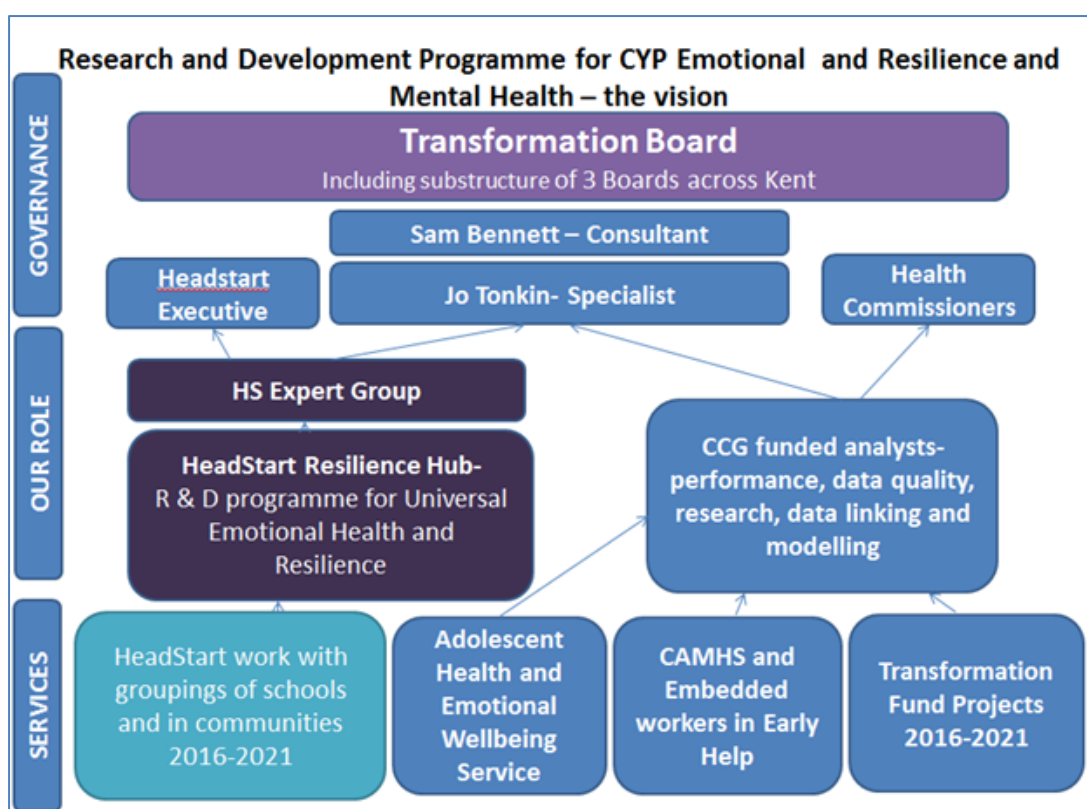 Research and Development Programme for CYP Emotional and Resilience and
Mental Health – the vision
GOVERNANCE
Transformation Board
Including substructure of 3 Boards across Kent
Sam Bennett – Consultant
Headstart
Executive
Jo Tonkin- Specialist
Health
Commissioners
OUR ROLE
HS Expert Group
HeadStart Resilience Hub-
R & D programme for Universal
Emotional Health and
Resilience
CCG funded analysts-
performance, data quality,
research, data linking and
modelling
SERVICES
HeadStart work with
groupings of schools
and in communities
2016-2021
Adolescent
Health and
Emotional
Wellbeing
Service
CAMHS and
Embedded
workers in Early
Help
Transformation
Fund Projects
2016-2021